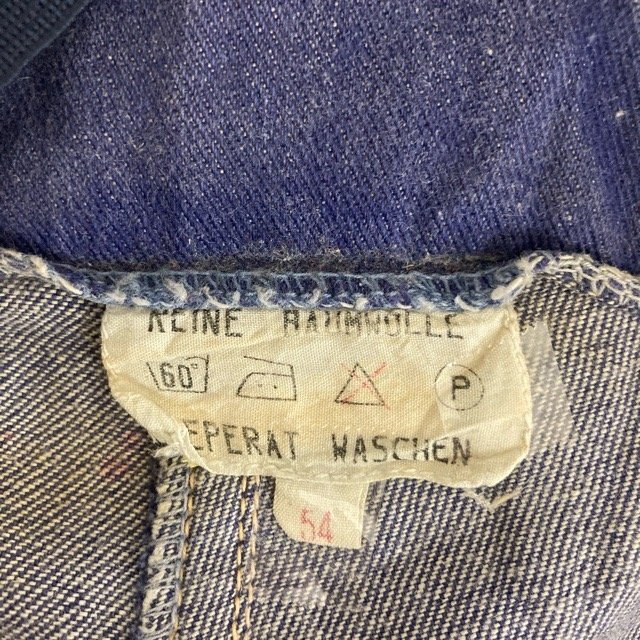 REINE BAUMWOLLE
60° P
SEPERAT WASCHEN
54